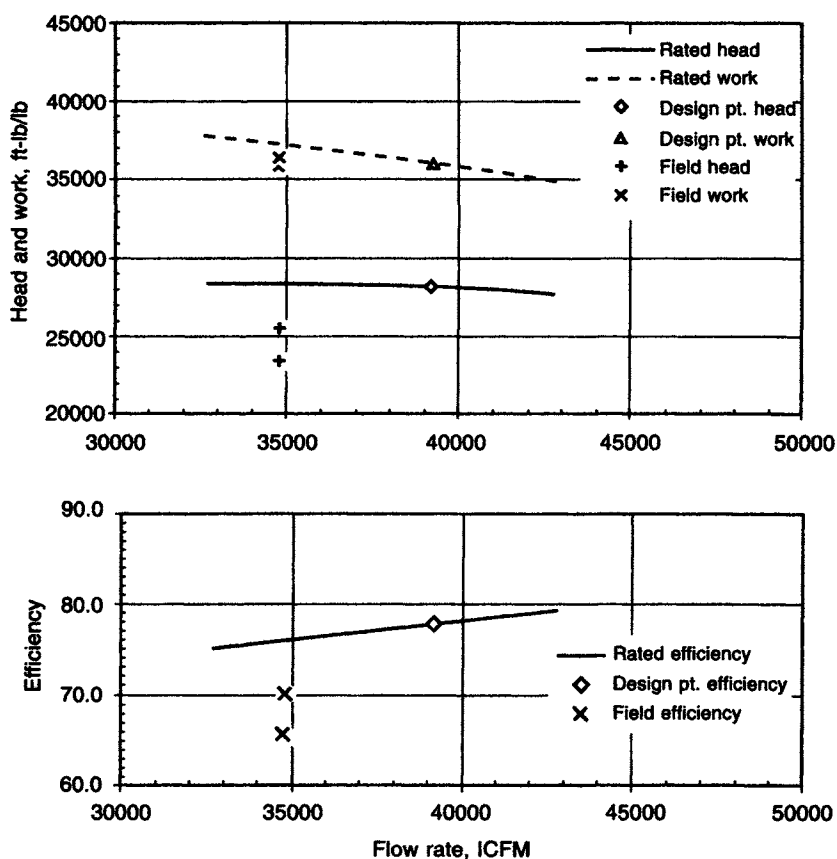 45000
40000
35000
30000
25000
20000
Head and work, ft-lb/lb
30000 35000 40000 45000 50000
Rated head
Rated work
Design pt. head
Design pt. work
Field head
Field work
90.0
80.0
70.0
60.0
Efficiency
30000 35000 40000 45000 50000
Rated efficiency
Design pt. efficiency
Field efficiency
Flow rate, ICFM